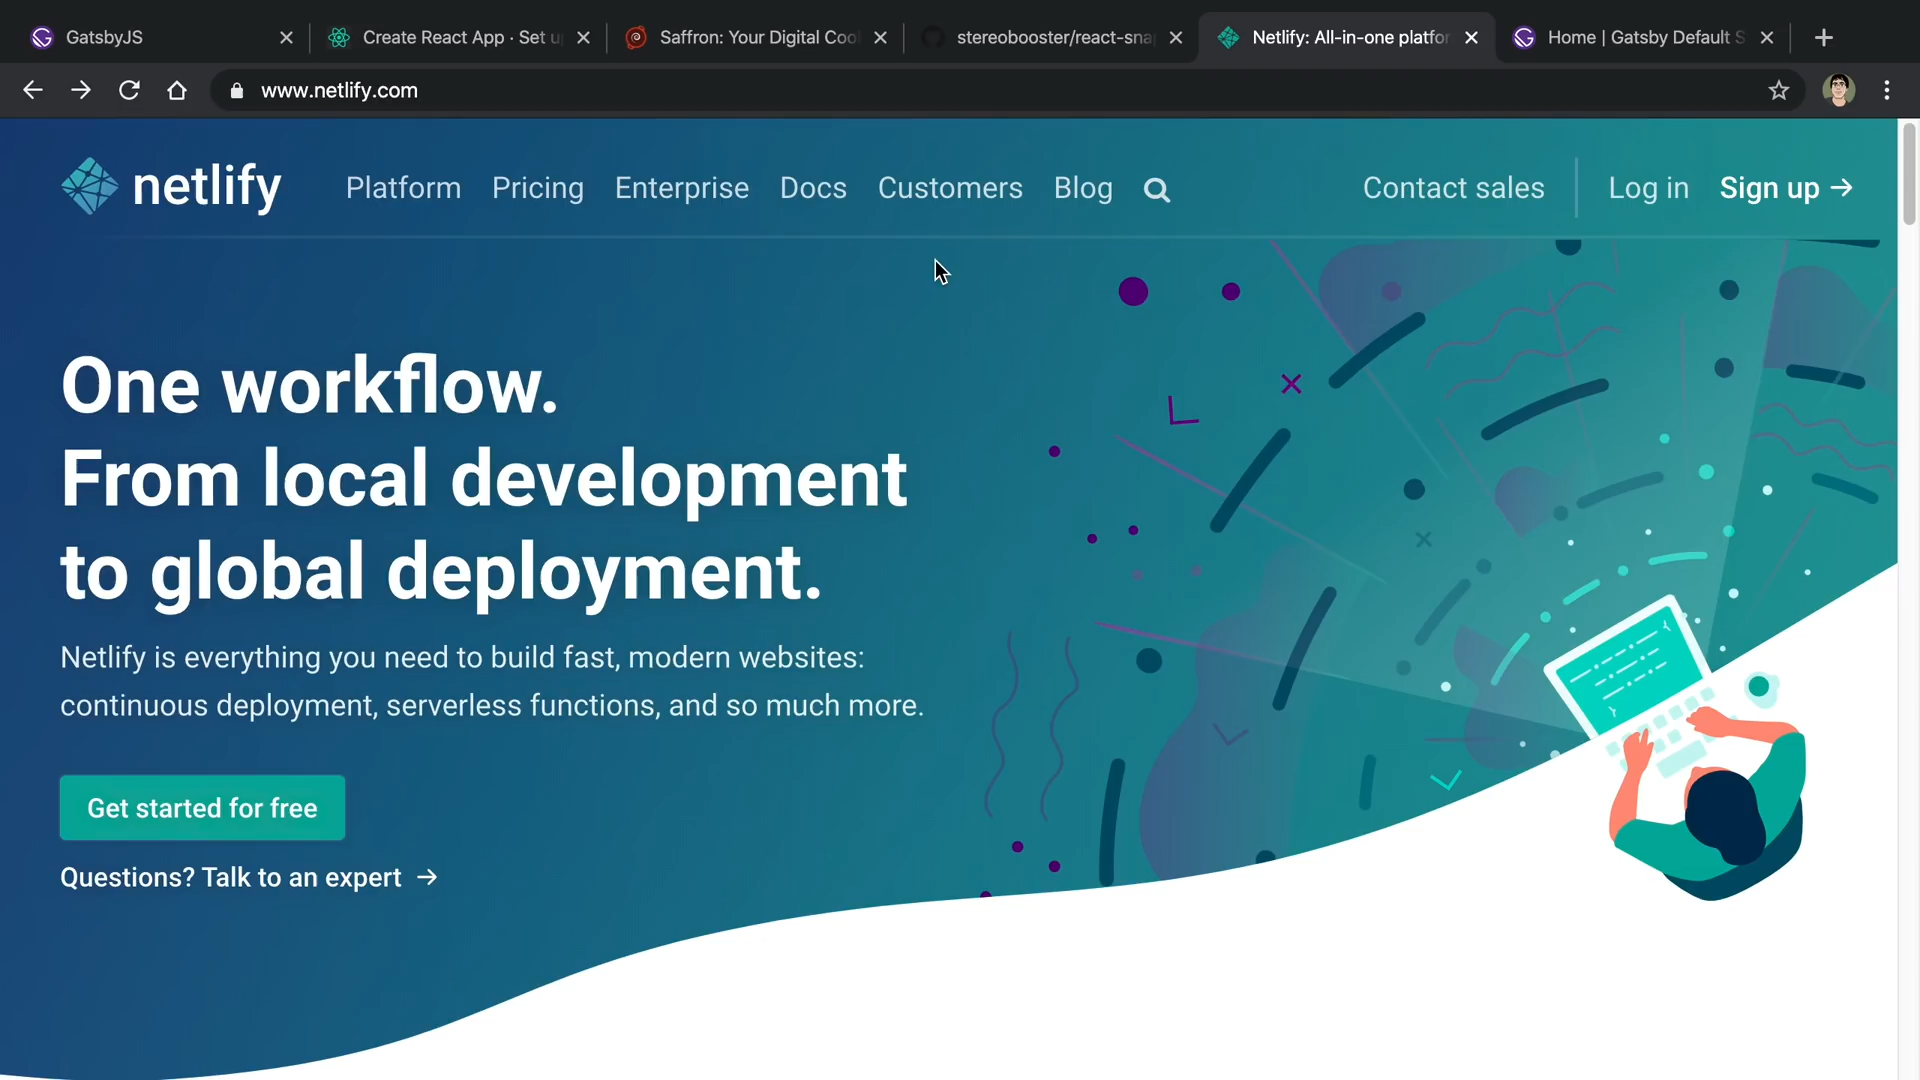 GatsbyJS
Create React App · Set u
Saffron: Your Digital Coo
stereobooster/react-sna
Netlify: All-in-one platfor
Home | Gatsby Default S
www.netlify.com
netlify
Platform
Pricing
Enterprise
Docs
Customers
Blog
Contact sales
Log in
Sign up →
One workflow.
From local development
to global deployment.
Netlify is everything you need to build fast, modern websites:
continuous deployment, serverless functions, and so much more.
Get started for free
Questions? Talk to an expert →